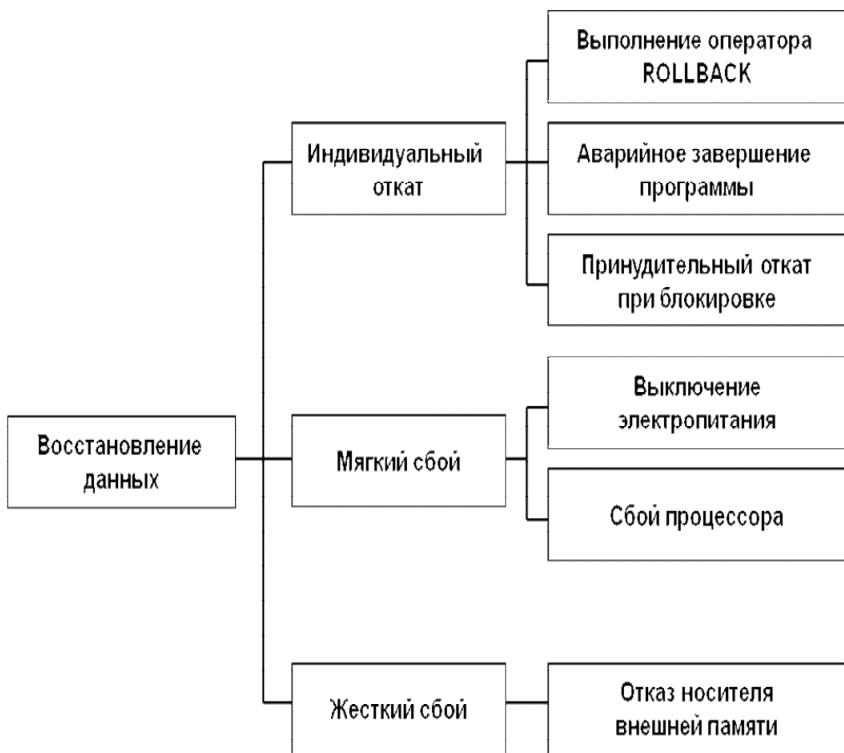 Выполнение оператора
ROLLBACK
Индивидуальный
откат
Аварийное завершение
программы
Принудительный откат
при блокировке
Выключение
электропитания
Восстановление
данных
Мягкий сбой
Сбой процессора
Жесткий сбой
Отказ носителя
внешней памяти